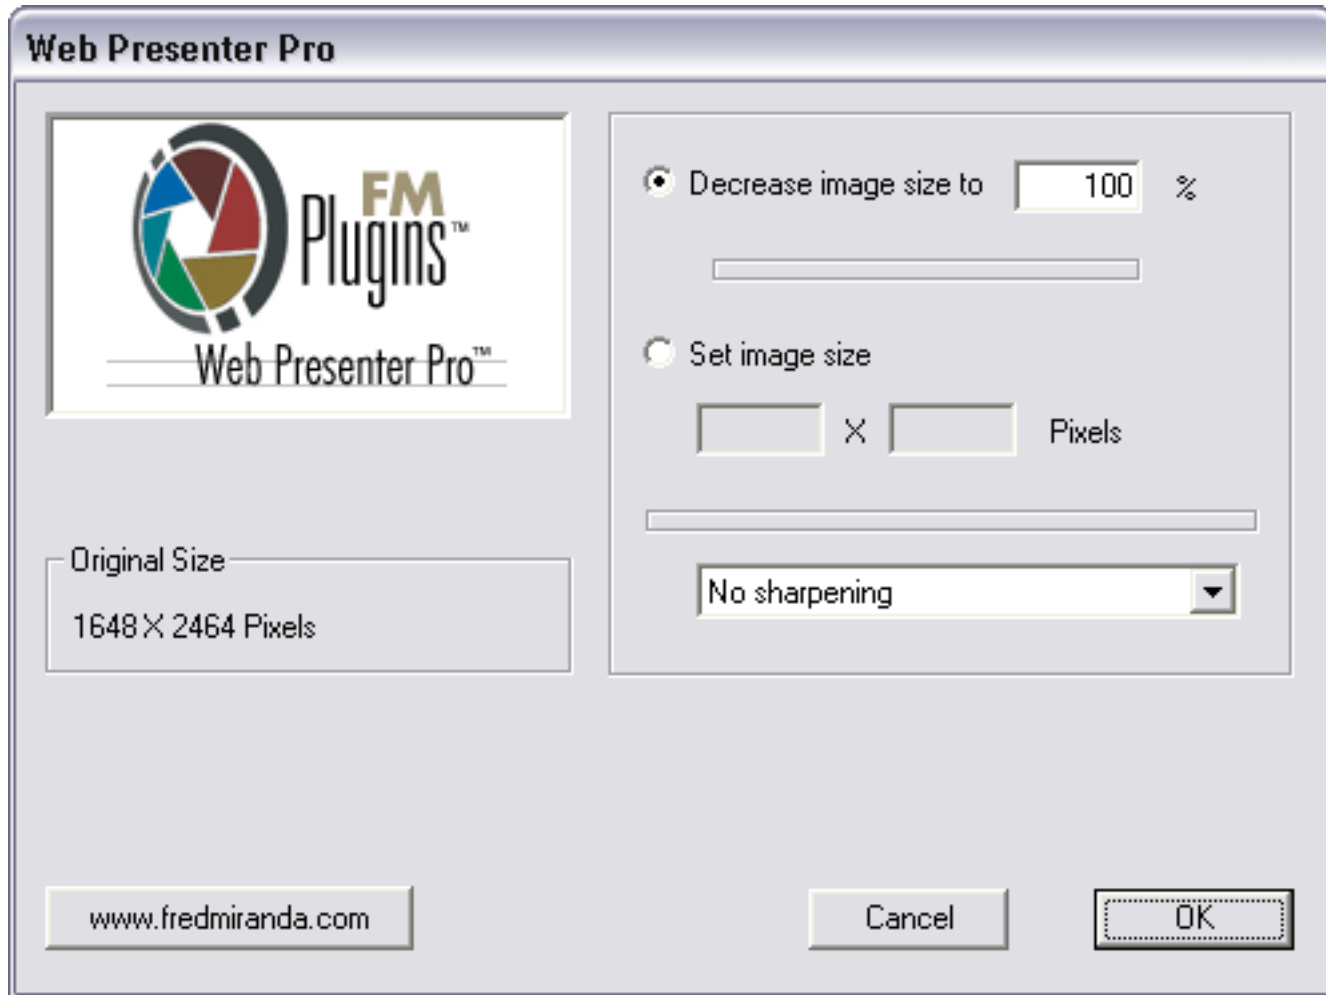 Web Presenter Pro
FM
Plugins™
Web Presenter Pro™
Decrease image size to 100 %
Set image size
X Pixels
Original Size
1648 X 2464 Pixels
No sharpening
www.fredmiranda.com
Cancel
OK